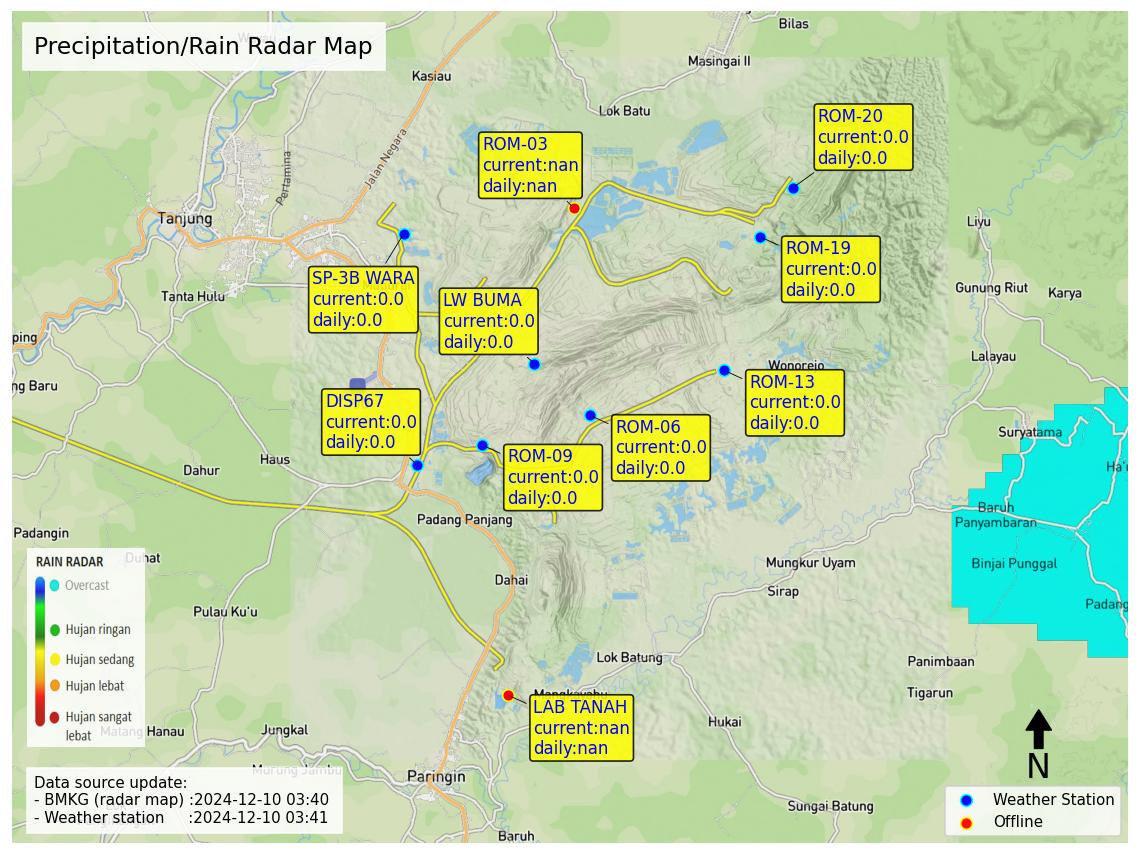 Precipitation/Rain Radar Map
Bilas
Masingai II
Kasiau
Lok Batu
Jalan Negara
Pertamina
Tanjung
Tanta Hulu
ROM-03
current:nan
daily:nan
ROM-20
current:0.0
daily:0.0
ROM-19
current:0.0
daily:0.0
SP-3B WARA
current:0.0
daily:0.0
LW BUMA
current:0.0
daily:0.0
Liyu
Gunung Riut
Karya
Lalayau
ping
ng Baru
Wonorejo
ROM-13
current:0.0
daily:0.0
DISP67
current:0.0
daily:0.0
ROM-06
current:0.0
daily:0.0
ROM-09
current:0.0
daily:0.0
Suryatama
Ha'u
Haus
Dahur
Baruh
Panyambaran
Padang Panjang
Padangin
Duhat
Binjai Punggal
Mungkur Uyam
Dahai
Sirap
Padang
Pulau Ku'u
RAIN RADAR
Overcast
Hujan ringan
Hujan sedang
Hujan lebat
Hujan sangat
lebat
Lok Batung
Panimbaan
Tigarun
Mangkayahu
LAB TANAH
current:nan
daily:nan
Hukai
Matang Hanau
Jungkal
Murung Jambu
Paringin
N
Sungai Batung
Baruh
Data source update:
- BMKG (radar map) :2024-12-10 03:40
- Weather station :2024-12-10 03:41
Weather Station
Offline